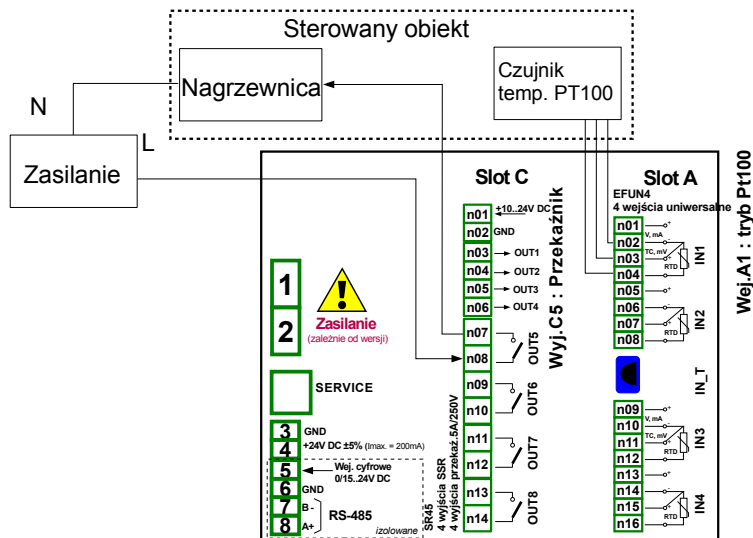 Sterowany obiekt
Nagrzewnica
Czujnik
temp. PT100
N
L
Zasilanie
Slot C
Slot A
EFUN4
4 wejścia uniwersalne
Wej.A1 : tryb Pt100
Wyj.C5 : Przekaźnik
1
2
Zasilanie
(zależnie od wersji)
SERVICE
3 GND
4 +24V DC ±5% (Imax. = 200mA)
5 Wej. cyfrowe
0/15..24V DC
6 GND
7 B-
8 A+
RS-485
izolowane
n01 +10..24V DC
n02 GND
n03 OUT1
n04 OUT2
n05 OUT3
n06 OUT4
n07
n08
OUT5
n09
n10
OUT6
n11
n12
OUT7
n13
n14
OUT8
SR45
4 wyjścia SSR
4 wyjścia przekaź.5A/250V
n01 +
V, mA
n02 -
TC, mV
n03 +
RTD
n04
IN1
n05 +
n06 -
n07 +
RTD
n08
IN2
IN_T
n09 +
V, mA
n10 -
TC, mV
n11 +
RTD
n12
IN3
n13 +
n14 -
n15 +
RTD
n16
IN4